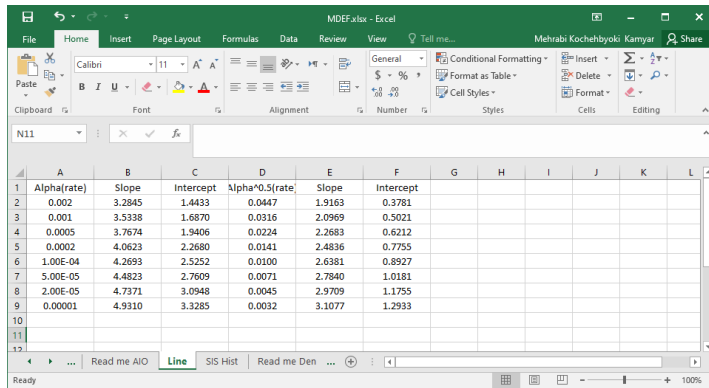 MDEF.xlsx - Excel
File Home Insert Page Layout Formulas Data Review View Tell me... Mehrabi Kochehbyoki Kamyar Share
Paste
Calibri 11 A A
B I U A
General
$ % ,
Conditional Formatting
Format as Table
Cell Styles
Insert
Delete
Format
Clipboard Font Alignment Number Styles Cells Editing
N11 fx
A B C D E F G H I J K L
1 Alpha(rate) Slope Intercept Alpha^0.5(rate) Slope Intercept
2 0.002 3.2845 1.4433 0.0447 1.9163 0.3781
3 0.001 3.5338 1.6870 0.0316 2.0969 0.5021
4 0.0005 3.7674 1.9406 0.0224 2.2683 0.6212
5 0.0002 4.0623 2.2680 0.0141 2.4836 0.7755
6 1.00E-04 4.2693 2.5252 0.0100 2.6381 0.8927
7 5.00E-05 4.4823 2.7609 0.0071 2.7840 1.0181
8 2.00E-05 4.7371 3.0948 0.0045 2.9709 1.1755
9 0.00001 4.9310 3.3285 0.0032 3.1077 1.2933
10
11
12
... Read me AIO Line SIS Hist Read me Den ...
Ready 100%